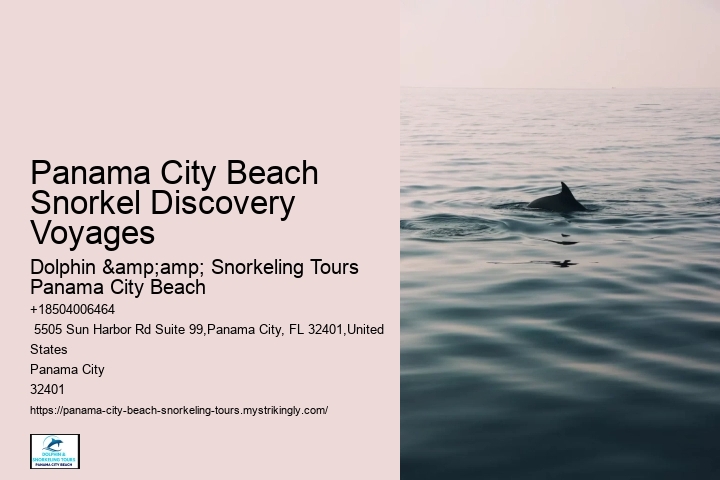 Panama City Beach
Snorkel Discovery
Voyages
Dolphin &amp;amp; Snorkeling Tours
Panama City Beach
+18504006464
5505 Sun Harbor Rd Suite 99,Panama City, FL 32401,United
States
Panama City
32401
https://panama-city-beach-snorkeling-tours.mystrikingly.com/
DOLPHIN &
SNORKELING TOURS
PANAMA CITY BEACH